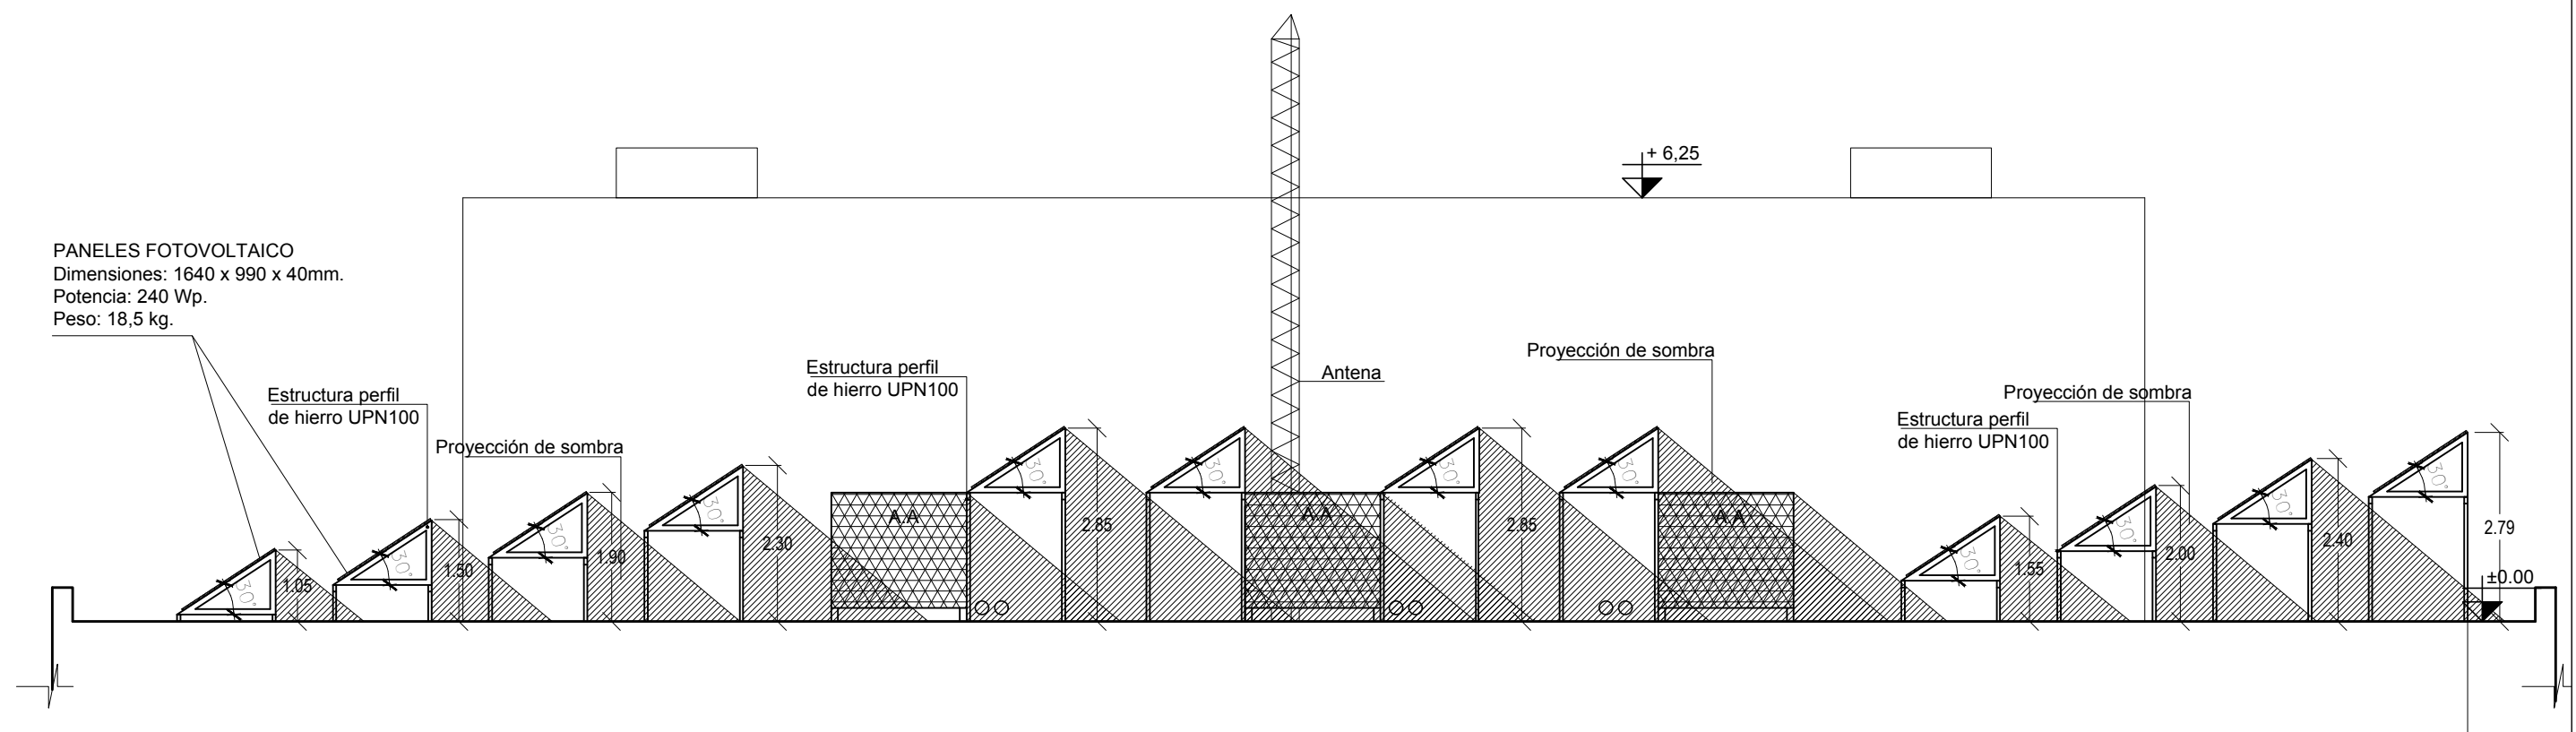 + 6,25
PANELES FOTOVOLTAICO
Dimensiones: 1640 x 990 x 40mm.
Potencia: 240 Wp.
Peso: 18,5 kg.
Estructura perfil
de hierro UPN100
Proyección de sombra
Estructura perfil
de hierro UPN100
Antena
Proyección de sombra
Estructura perfil
de hierro UPN100
Proyección de sombra
30°
1.05
30°
1.50
30°
1.90
30°
2.30
A.A
30°
2.85
30°
A.A
30°
2.85
30°
A.A
30°
1.55
30°
2.00
30°
2.40
30°
2.79
±0.00